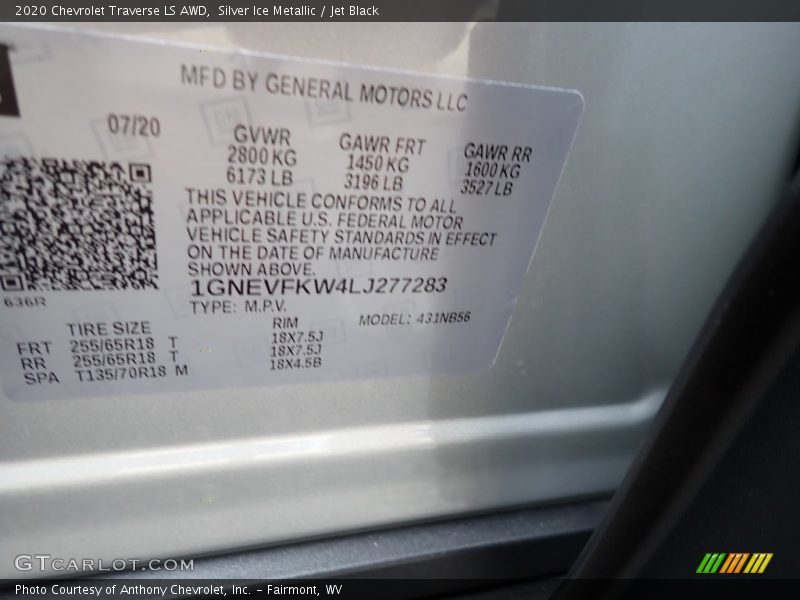 2020 Chevrolet Traverse LS AWD, Silver Ice Metallic / Jet Black
MFD BY GENERAL MOTORS LLC
07/20
GVWR
2800 KG
6173 LB
GAWR FRT
1450 KG
3196 LB
GAWR RR
1600 KG
3527 LB
THIS VEHICLE CONFORMS TO ALL
APPLICABLE U.S. FEDERAL MOTOR
VEHICLE SAFETY STANDARDS IN EFFECT
ON THE DATE OF MANUFACTURE
SHOWN ABOVE.
1GNEVFKW4LJ277283
TYPE: M.P.V.
636R
MODEL: 431NB56
TIRE SIZE
RIM
FRT 255/65R18 T 18X7.5J
RR 255/65R18 T 18X7.5J
SPA T135/70R18 M 18X4.5B
GTCARLOT.COM
Photo Courtesy of Anthony Chevrolet, Inc. – Fairmont, WV